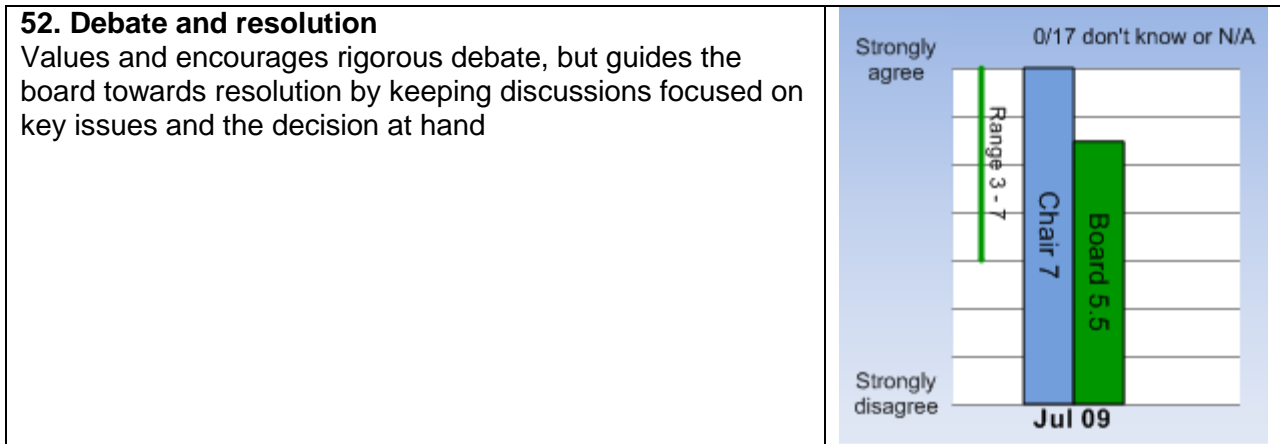 52. Debate and resolution
Values and encourages rigorous debate, but guides the
board towards resolution by keeping discussions focused on
key issues and the decision at hand
0/17 don't know or N/A
Strongly
agree
Range 3 - 7
Chair 7
Board 5.5
Strongly
disagree
Jul 09